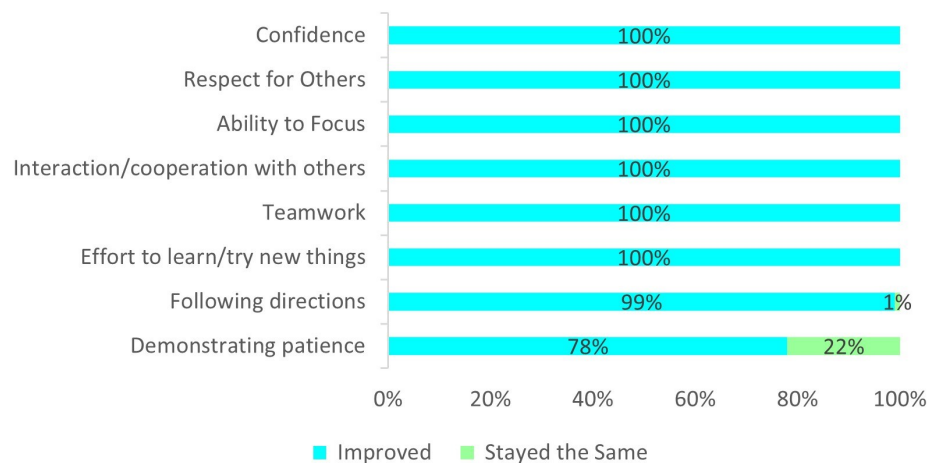 Confidence 100%
Respect for Others 100%
Ability to Focus 100%
Interaction/cooperation with others 100%
Teamwork 100%
Effort to learn/try new things 100%
Following directions 99% 1%
Demonstrating patience 78% 22%
0% 20% 40% 60% 80% 100%
Improved Stayed the Same